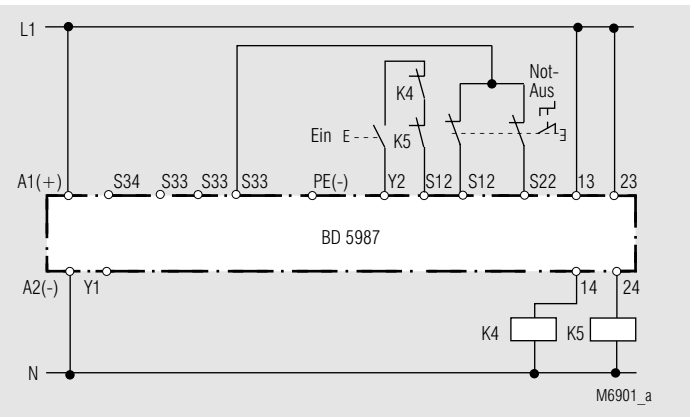 L1
Not-
Aus
K4
Ein E
K5
A1(+) S34 S33 S33 S33 PE(-) Y2 S12 S12 S22 13 23
BD 5987
A2(-) Y1 14 24
K4 K5
N
M6901_a